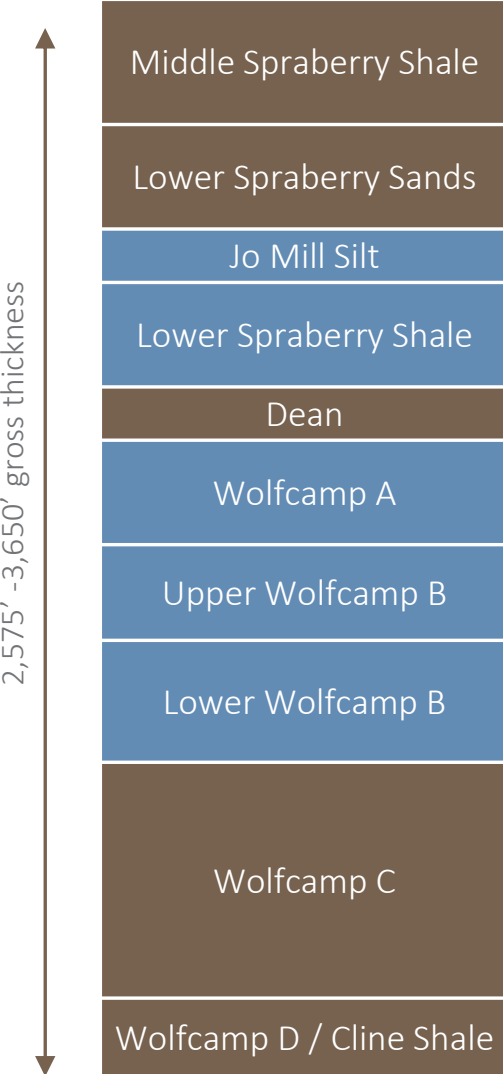 Middle Spraberry Shale
Lower Spraberry Sands
Jo Mill Silt
Lower Spraberry Shale
Dean
Wolfcamp A
Upper Wolfcamp B
Lower Wolfcamp B
Wolfcamp C
Wolfcamp D / Cline Shale
2,575’ -3,650’ gross thickness